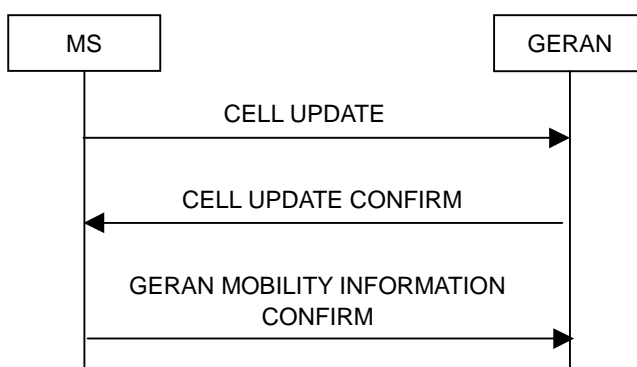 MS
GERAN
CELL UPDATE
CELL UPDATE CONFIRM
GERAN MOBILITY INFORMATION
CONFIRM